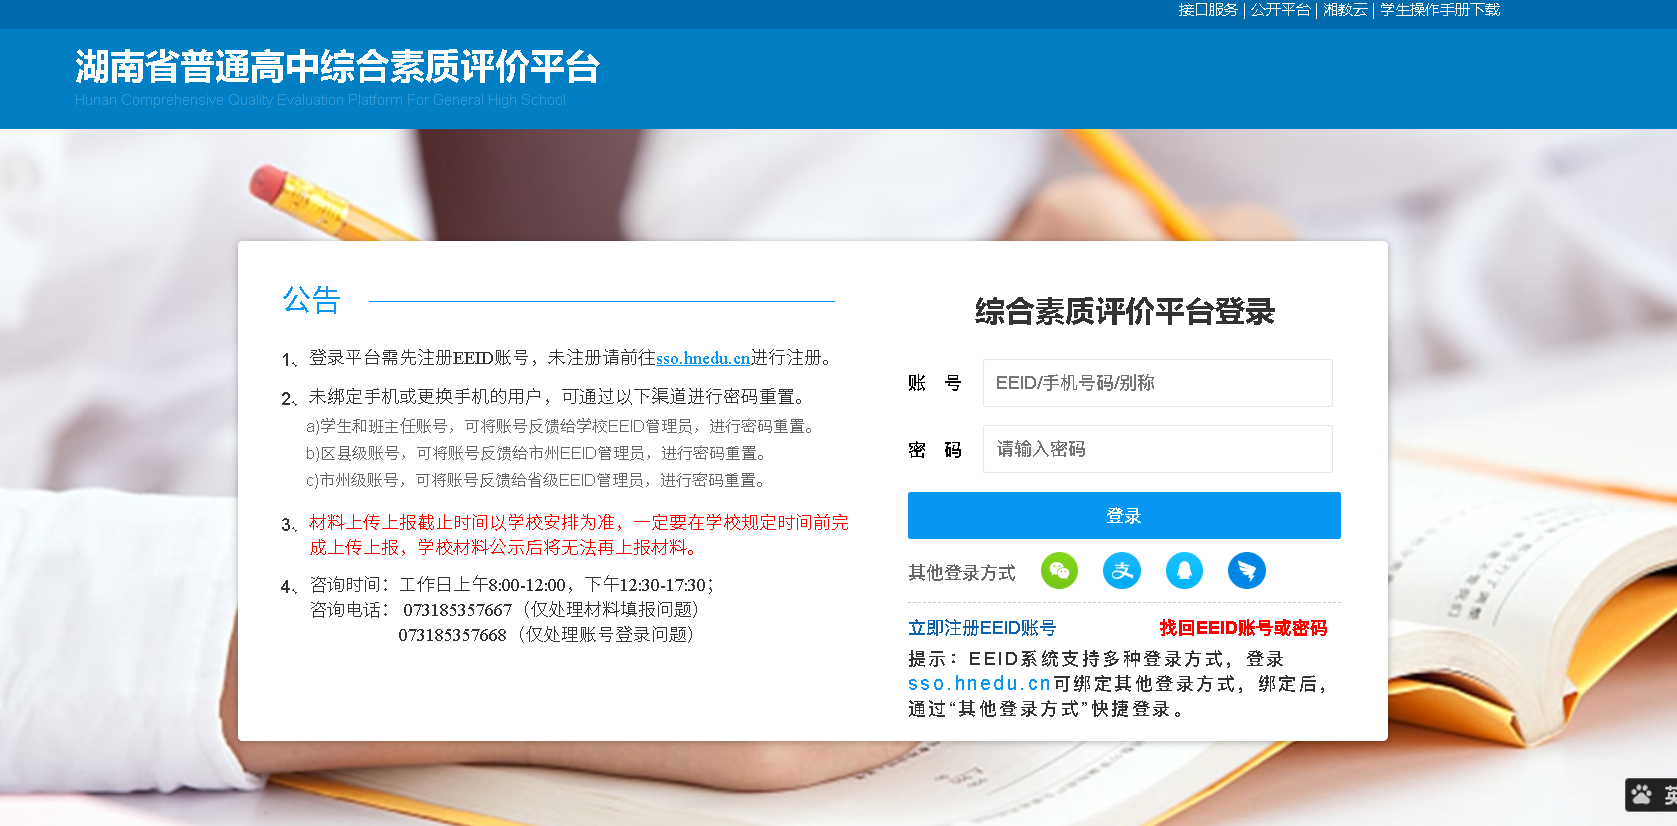 接口服务 | 公开平台 | 湘教云 | 学生操作手册下载
湖南省普通高中综合素质评价平台
Hunan Comprehensive Quality Evaluation Platform For General High School
公告
1、登录平台需先注册EEID账号，未注册请前往sso.hnedu.cn进行注册。
2、未绑定手机或更换手机的用户，可通过以下渠道进行密码重置。
a)学生和班主任账号，可将账号反馈给学校EEID管理员，进行密码重置。
b)区县级账号，可将账号反馈给市州EEID管理员，进行密码重置。
c)市州级账号，可将账号反馈给省级EEID管理员，进行密码重置。
3、材料上传上报截止时间以学校安排为准，一定要在学校规定时间前完
成上传上报，学校材料公示后将无法再上报材料。
4、咨询时间：工作日上午8:00-12:00，下午12:30-17:30；
咨询电话： 073185357667（仅处理材料填报问题）
073185357668（仅处理账号登录问题）
综合素质评价平台登录
账 号 EEID/手机号码/别称
密 码 请输入密码
登录
其他登录方式 支
立即注册EEID账号 找回EEID账号或密码
提示：EEID系统支持多种登录方式，登录
sso.hnedu.cn可绑定其他登录方式，绑定后，
通过“其他登录方式”快捷登录。
英